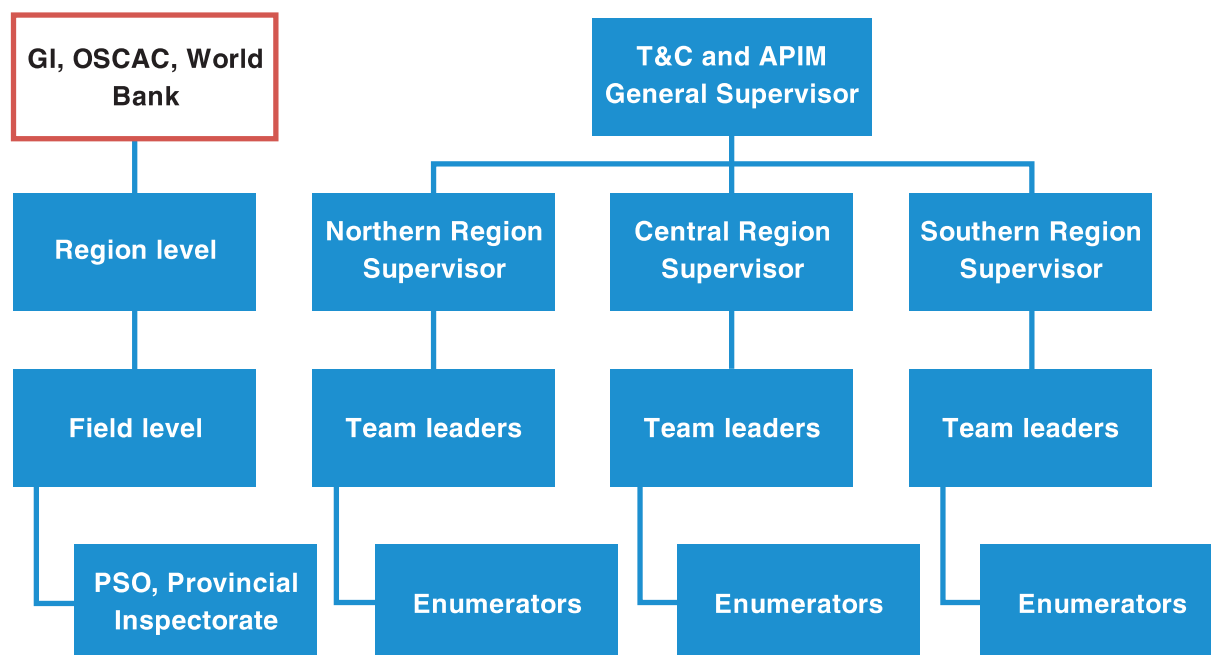 GI, OSCAC, World
Bank
T&C and APIM
General Supervisor
Region level
Northern Region
Supervisor
Central Region
Supervisor
Southern Region
Supervisor
Field level
Team leaders
Team leaders
Team leaders
PSO, Provincial
Inspectorate
Enumerators
Enumerators
Enumerators